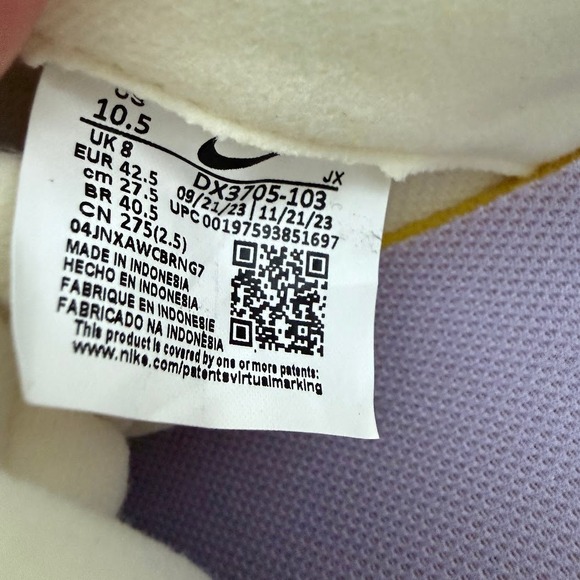 US
10.5
UK 8
EUR 42.5
cm 27.5
BR 40.5
CN 275(2.5)
JX
DX3705-103
09/21/23 | 11/21/23
UPC 00197593851697
04JNXAWCBRNG7
MADE IN INDONESIA
HECHO EN INDONESIA
FABRIQUE EN INDONESIE
FABRICADO NA INDONÉSIA
This product is covered by one or more patents:
www.nike.com/patentsvirtualmarking